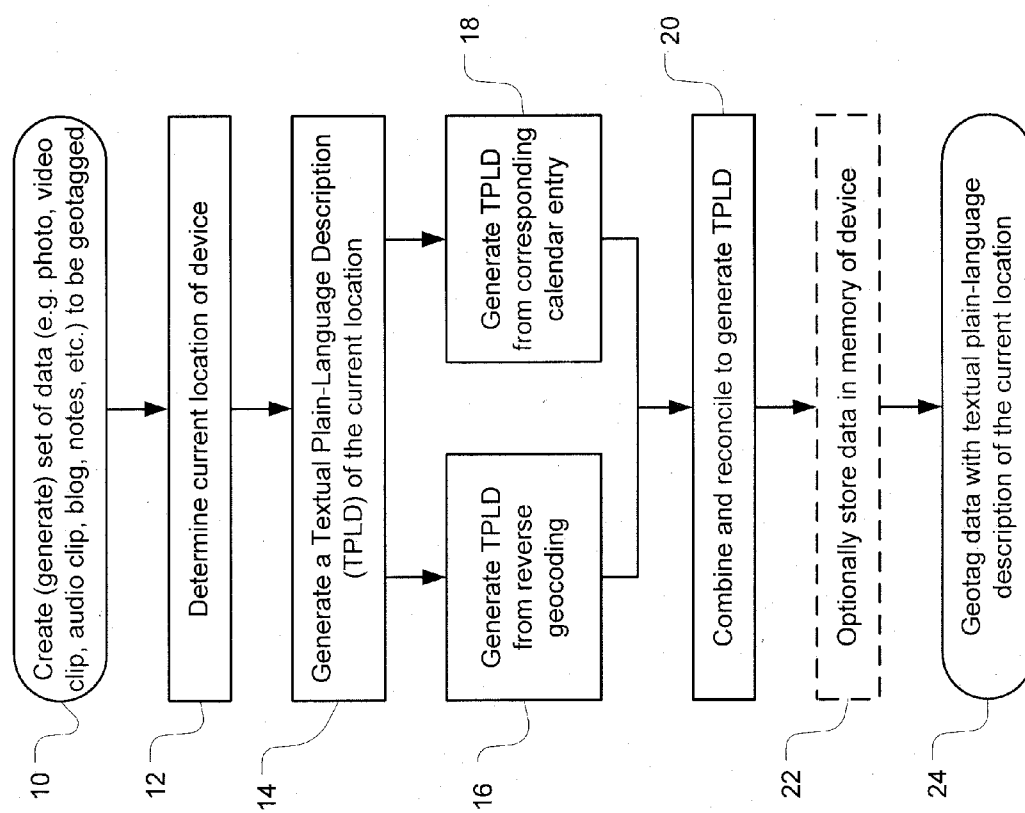 10
Create (generate) set of data (e.g. photo, video
clip, audio clip, blog, notes, etc.) to be geotagged
12
Determine current location of device
14
Generate a Textual Plain-Language Description
(TPLD) of the current location
16
Generate TPLD
from reverse
geocoding
18
Generate TPLD
from corresponding
calendar entry
20
Combine and reconcile to generate TPLD
22
Optionally store data in memory of device
24
Geotag data with textual plain-language
description of the current location